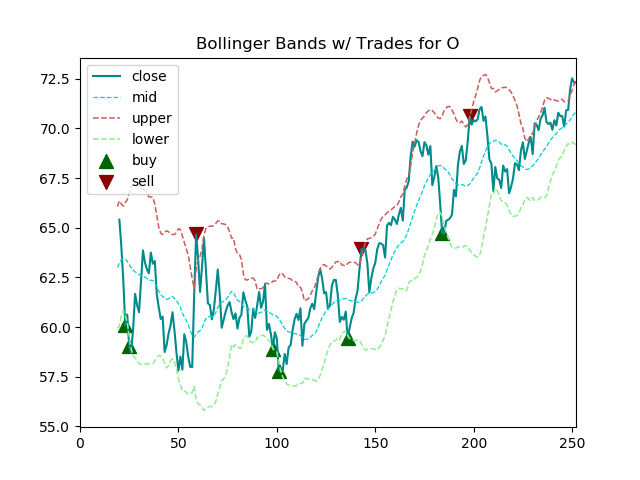 Bollinger Bands w/ Trades for O
close
mid
upper
lower
buy
sell
72.5
70.0
67.5
65.0
62.5
60.0
57.5
55.0
0 50 100 150 200 250